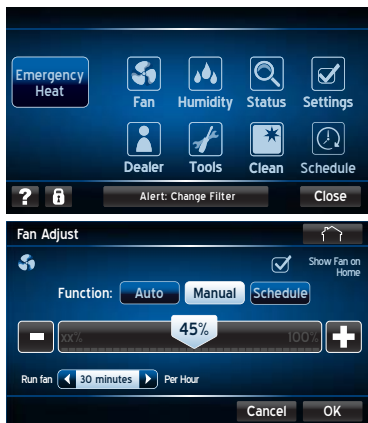 Emergency
Heat
Fan
Humidity
Status
Settings
Dealer
Tools
Clean
Schedule
?
Alert: Change Filter
Close
Fan Adjust
Show Fan on
Home
Function:
Auto
Manual
Schedule
-
xx%
45%
100%
+
Run fan
30 minutes
Per Hour
Cancel
OK